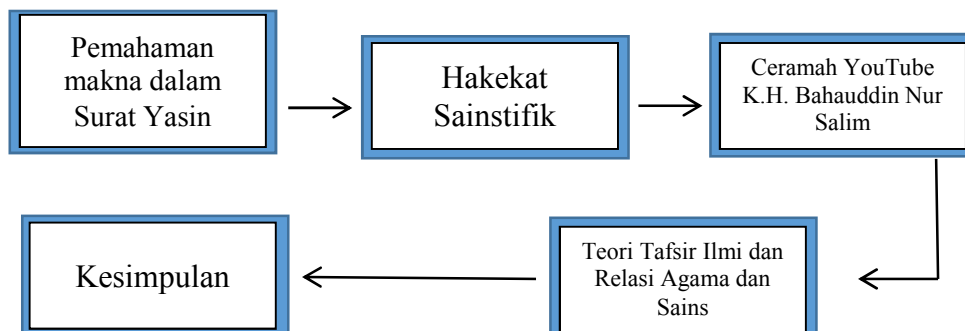 Pemahaman
makna dalam
Surat Yasin
Hakekat
Sainstifik
Ceramah YouTube
K.H. Bahauddin Nur
Salim
Teori Tafsir Ilmi dan
Relasi Agama dan
Sains
Kesimpulan